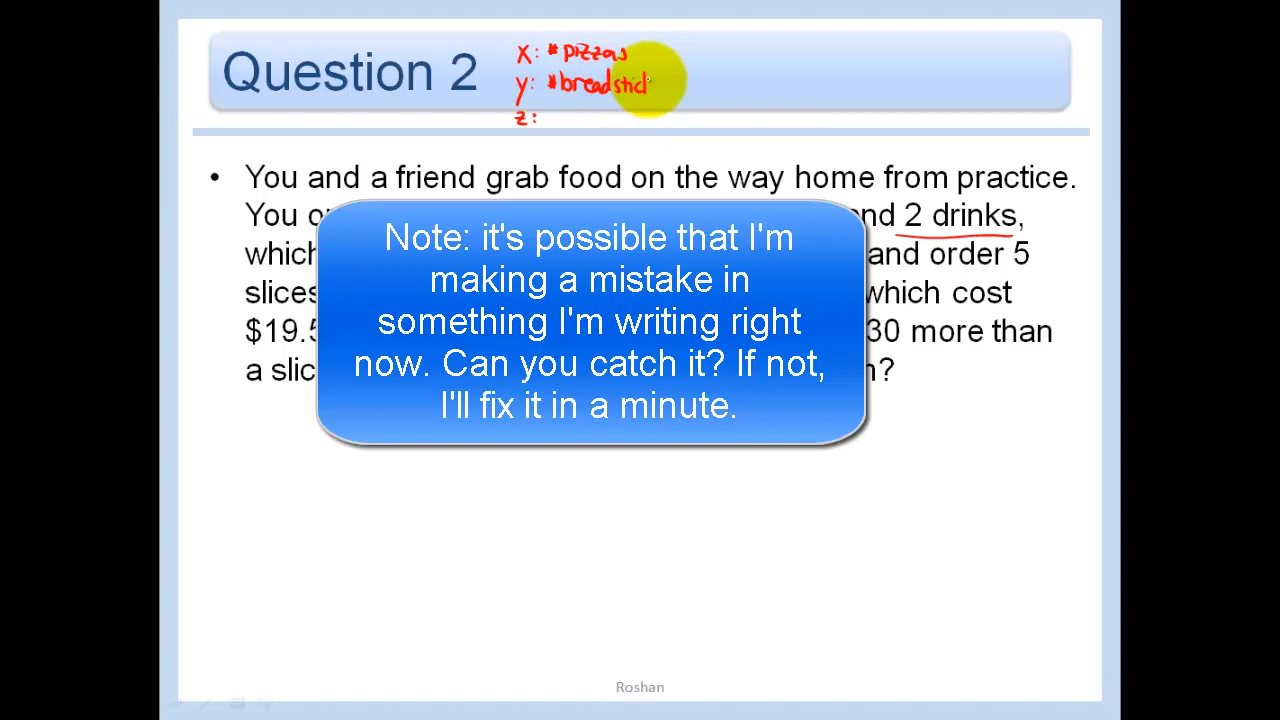 Question 2
x: #pizzas
y: #breadstic
z:
• You and a friend grab food on the way home from practice.
You and 2 drinks,
which and order 5
slices which cost
$19.5 30 more than
a slic
Note: it's possible that I'm
making a mistake in
something I'm writing right
now. Can you catch it? If not,
I'll fix it in a minute.
Roshan